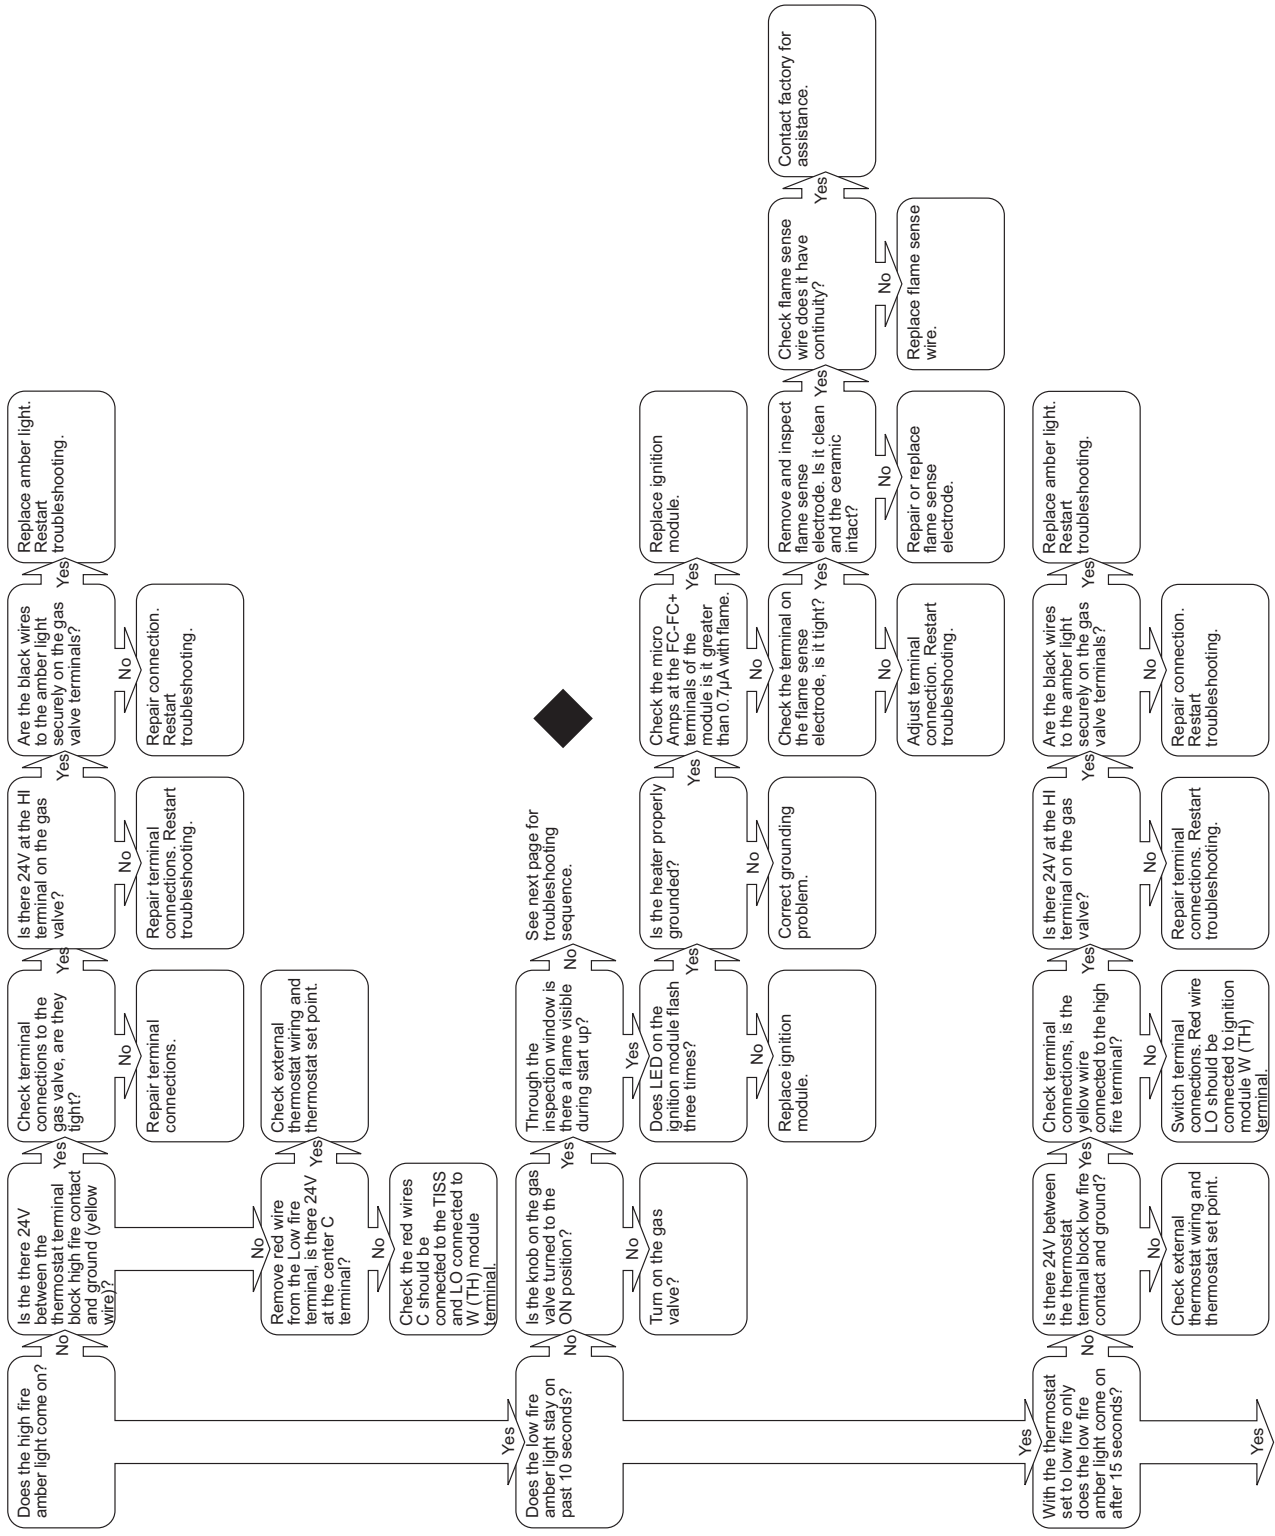 Does the high fire
amber light come on?
No
Is the there 24V
between the
thermostat terminal
block high fire contact
and ground (yellow
wire)?
Yes
Check terminal
connections to the
gas valve, are they
tight?
Yes
Is there 24V at the HI
terminal on the gas
valve?
Yes
Are the black wires
to the amber light
securely on the gas
valve terminals?
Yes
Replace amber light.
Restart
troubleshooting.
No
Repair terminal
connections.
No
Repair terminal
connections. Restart
troubleshooting.
No
Repair connection.
Restart
troubleshooting.
No
Remove red wire
from the Low fire
terminal, is there 24V
at the center C
terminal?
Yes
Check external
thermostat wiring and
thermostat set point.
No
Check the red wires
C should be
connected to the TISS
and LO connected to
W (TH) module
terminal.
Yes
Does the low fire
amber light stay on
past 10 seconds?
No
Is the knob on the gas
valve turned to the
ON position?
Yes
Through the
inspection window is
there a flame visible
during start up?
No
See next page for
troubleshooting
sequence.
No
Turn on the gas
valve?
Yes
Does LED on the
ignition module flash
three times?
Yes
Is the heater properly
grounded?
Yes
Check the micro
Amps at the FC-FC+
terminals of the
module is it greater
than 0.7µA with flame.
Yes
Replace ignition
module.
No
Replace ignition
module.
No
Correct grounding
problem.
No
Check the terminal on
the flame sense
electrode, is it tight?
Yes
Remove and inspect
flame sense
electrode. Is it clean
and the ceramic
intact?
Yes
Check flame sense
wire does it have
continuity?
Yes
Contact factory for
assistance.
No
Adjust terminal
connection. Restart
troubleshooting.
No
Repair or replace
flame sense
electrode.
No
Replace flame sense
wire.
Yes
With the thermostat
set to low fire only
does the low fire
amber light come on
after 15 seconds?
No
Is there 24V between
the thermostat
terminal block low fire
contact and ground?
Yes
Check terminal
connections, is the
yellow wire
connected to the high
fire terminal?
Yes
Is there 24V at the HI
terminal on the gas
valve?
Yes
Are the black wires
to the amber light
securely on the gas
valve terminals?
Yes
Replace amber light.
Restart
troubleshooting.
No
Check external
thermostat wiring and
thermostat set point.
No
Switch terminal
connections. Red wire
LO should be
connected to ignition
module W (TH)
terminal.
No
Repair terminal
connections. Restart
troubleshooting.
No
Repair connection.
Restart
troubleshooting.
Yes